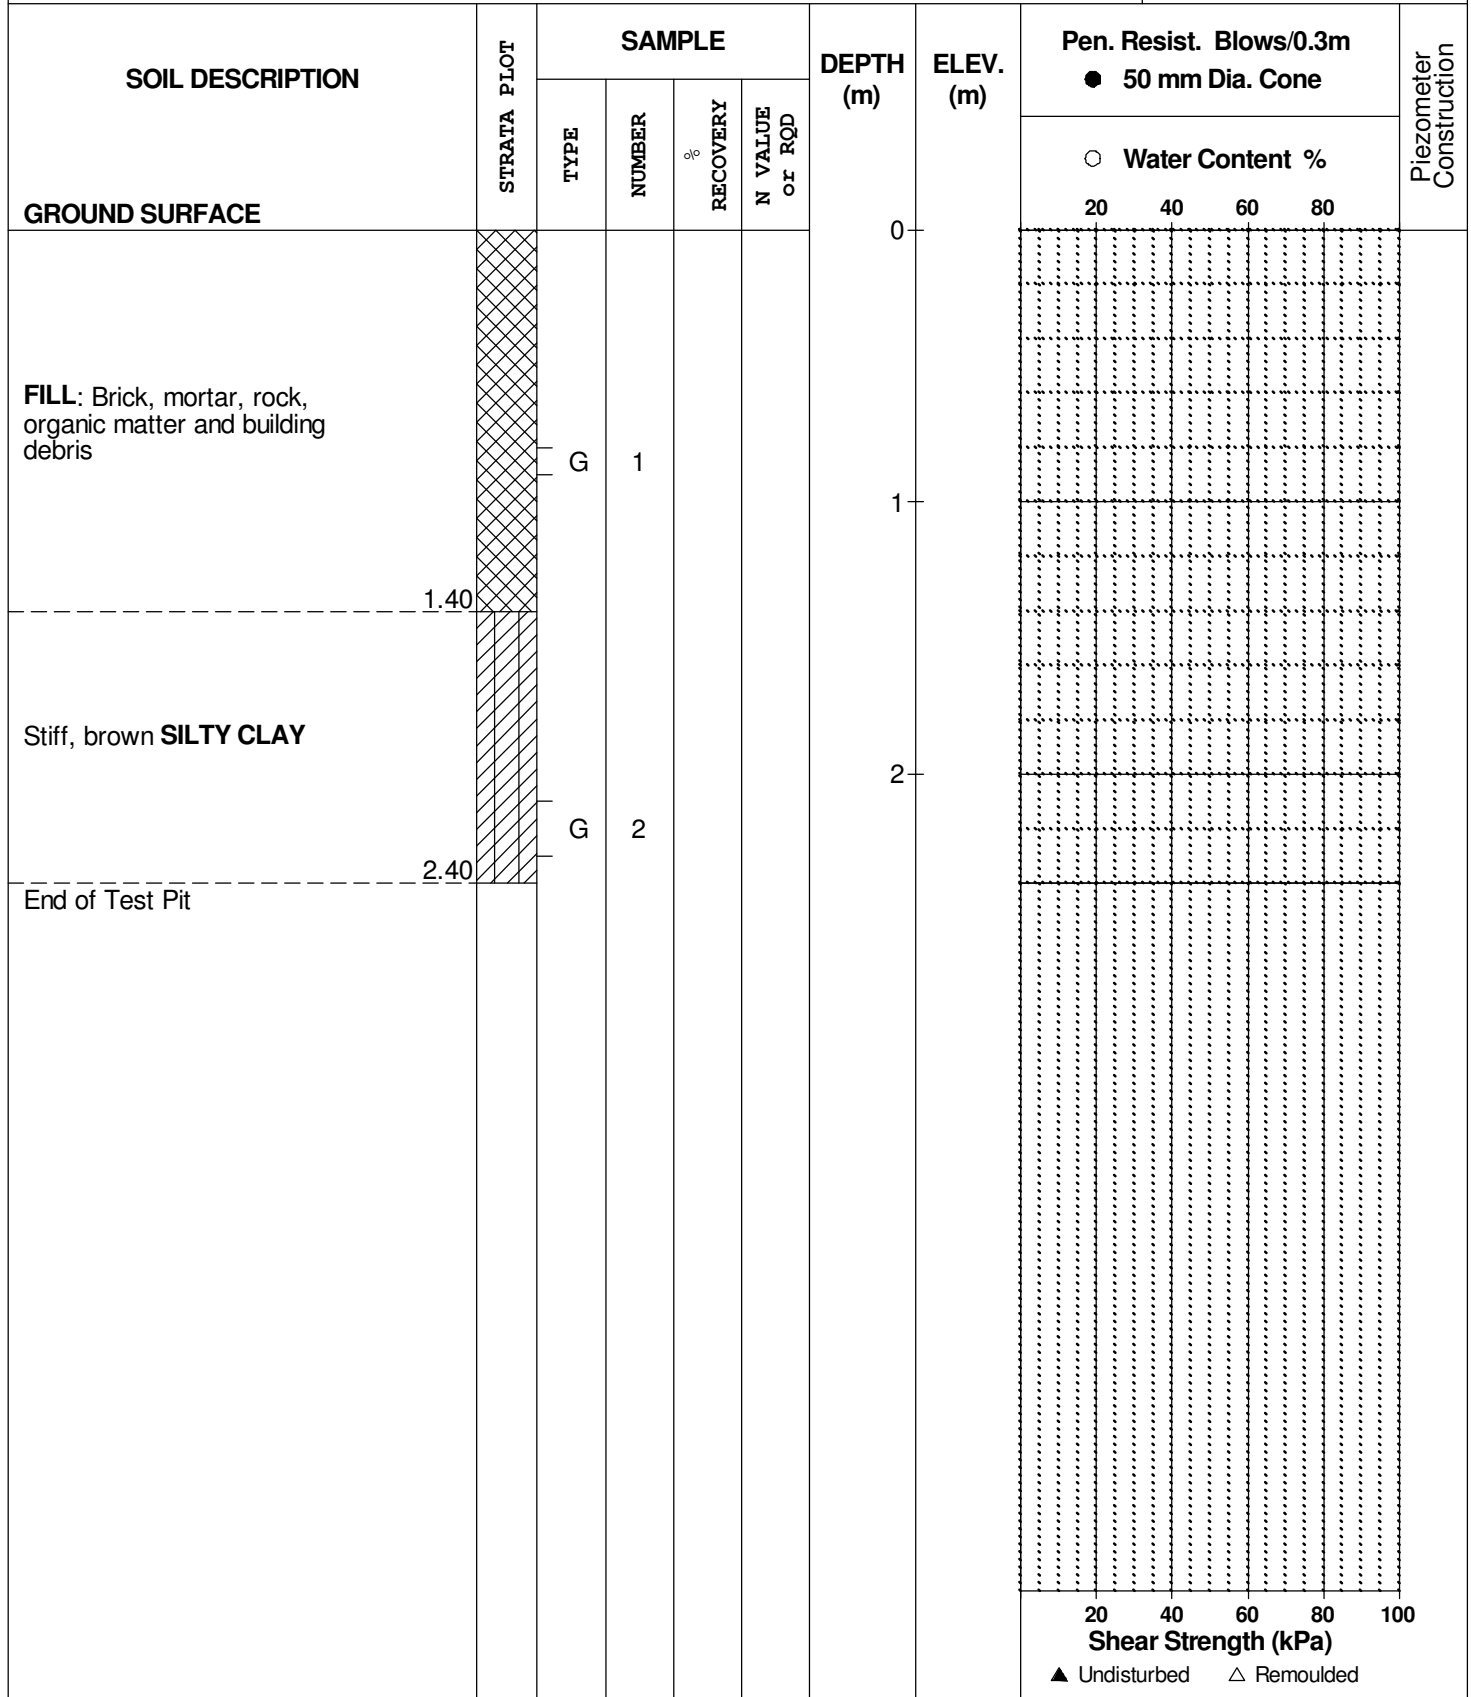 SOIL DESCRIPTION
GROUND SURFACE
STRATA PLOT
SAMPLE
TYPE
NUMBER
%
RECOVERY
N VALUE
or RQD
DEPTH
(m)
ELEV.
(m)
Pen. Resist. Blows/0.3m
● 50 mm Dia. Cone
○ Water Content %
20 40 60 80
Piezometer
Construction
0
FILL: Brick, mortar, rock,
organic matter and building
debris
G 1
1
1.40
Stiff, brown SILTY CLAY
2
G 2
2.40
End of Test Pit
20 40 60 80 100
Shear Strength (kPa)
▲ Undisturbed △ Remoulded